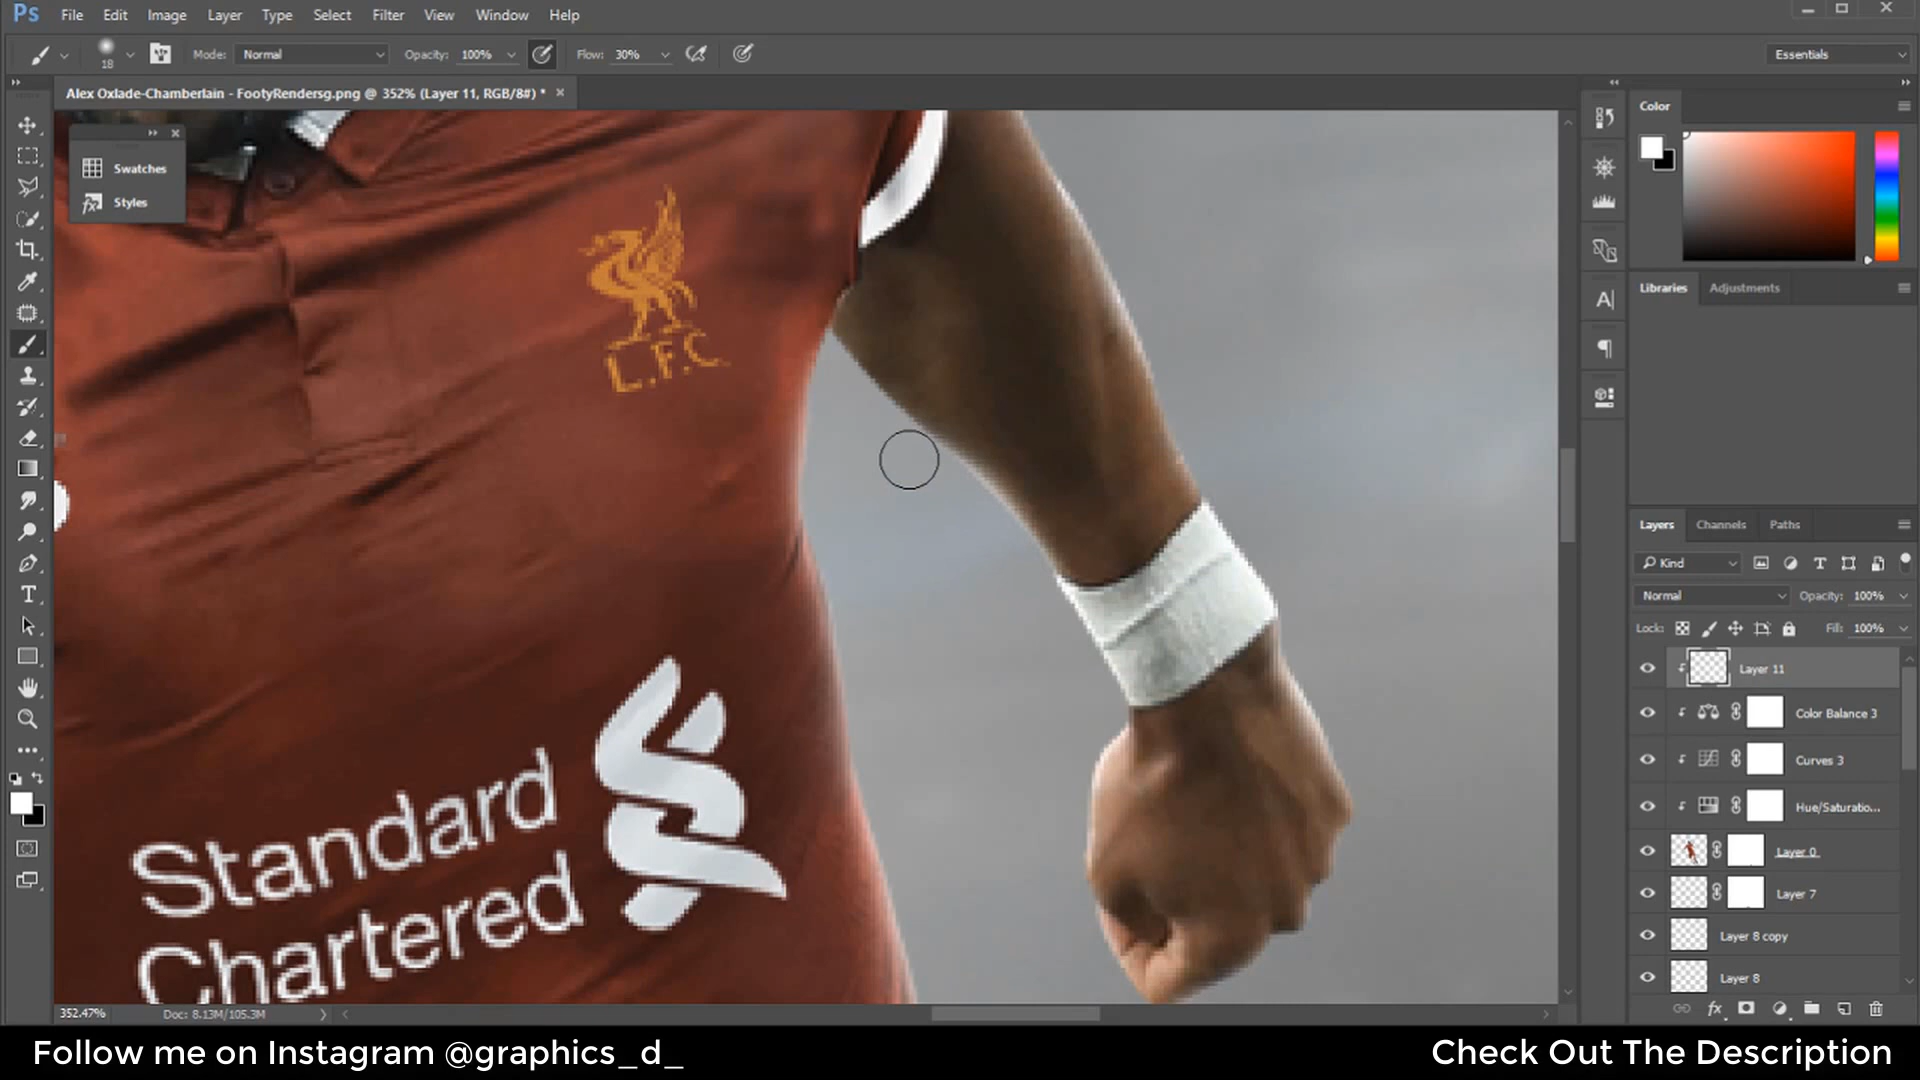 Ps File Edit Image Layer Type Select Filter View Window Help
18 Mode: Normal Opacity: 100% Flow: 30% Essentials
Alex Oxlade-Chamberlain - FootyRendersg.png @ 352% (Layer 11, RGB/8#) * ×
Color
Swatches
Styles
Libraries Adjustments
L.F.C
Layers Channels Paths
Kind
Normal Opacity: 100%
Lock: Fill: 100%
Layer 11
Color Balance 3
Curves 3
Hue/Saturatio...
Layer 0
Layer 7
Layer 8 copy
Layer 8
Standard
Chartered
352.47% Doc: 8.13M/105.3M
Follow me on Instagram @graphics_d_ Check Out The Description